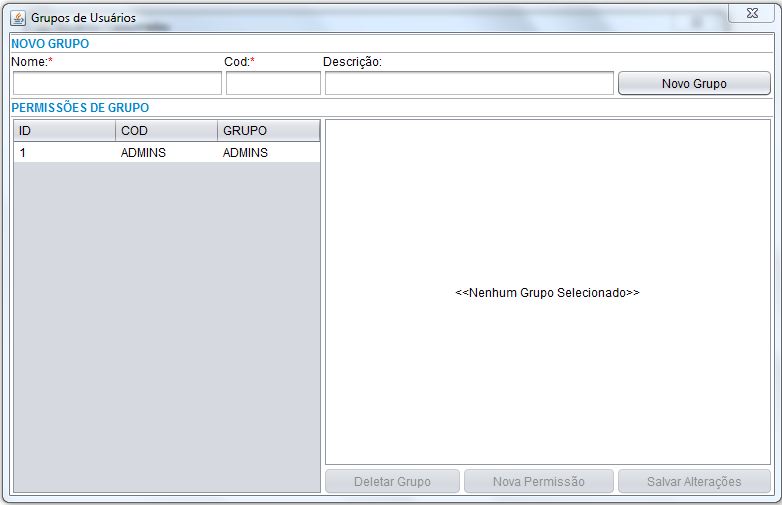 Grupos de Usuários
NOVO GRUPO
Nome:* Cod:* Descrição:
Novo Grupo
PERMISSÕES DE GRUPO
ID COD GRUPO
1 ADMINS ADMINS
<<Nenhum Grupo Selecionado>>
Deletar Grupo Nova Permissão Salvar Alterações